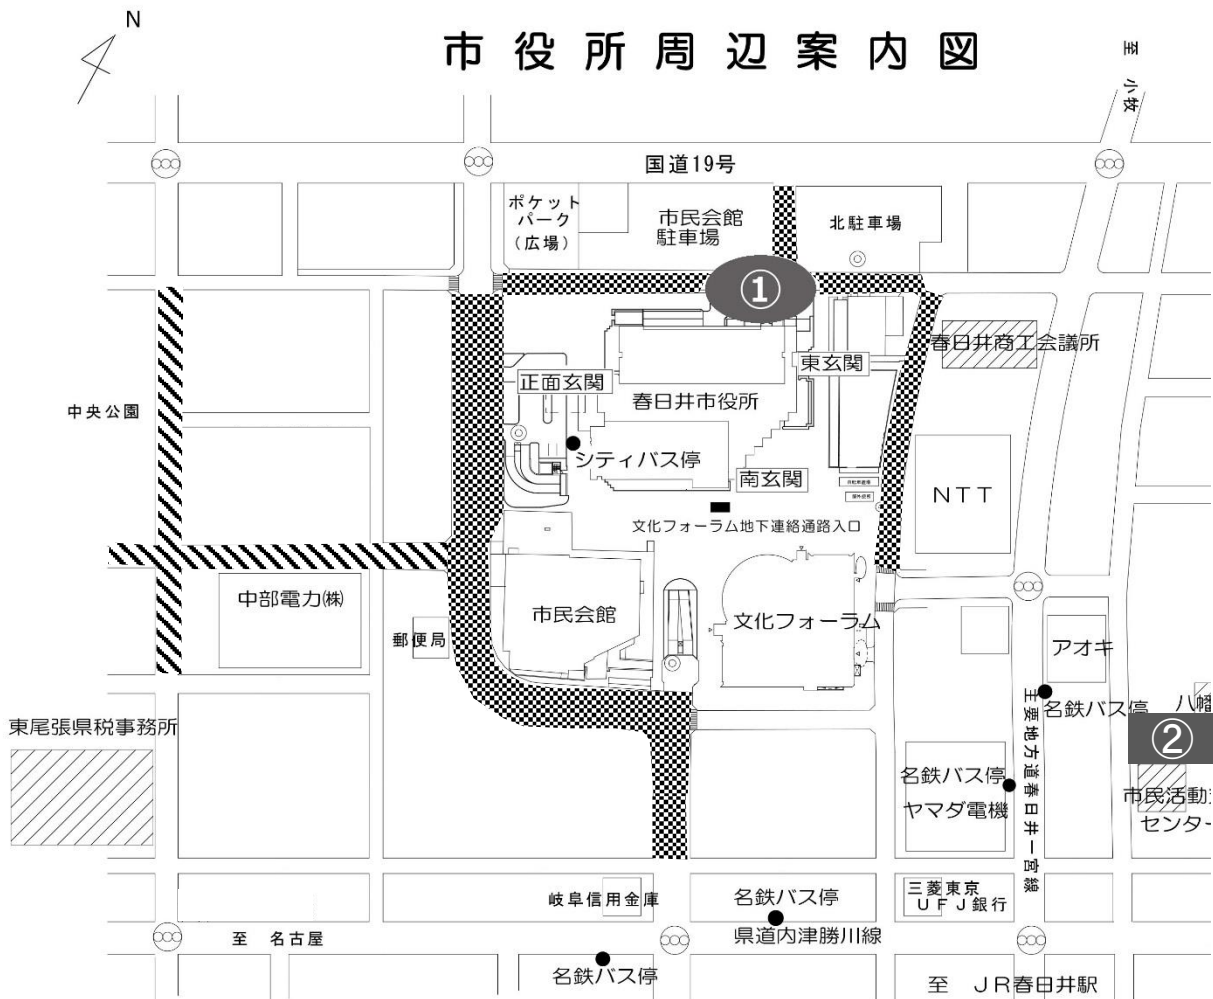 N
市役所周辺案内図
至 小牧
国道19号
ポケット
パーク
(広場)
市民会館
駐車場
北駐車場
①
春日井商工会議所
東玄関
正面玄関
春日井市役所
中央公園
シティバス停
南玄関
NTT
文化フォーラム地下連絡通路入口
中部電力㈱
市民会館
文化フォーラム
郵便局
アオキ
主要地方道春日井一宮線
名鉄バス停
八幡
東尾張県税事務所
②
名鉄バス停
ヤマダ電機
市民活動
センター
岐阜信用金庫
名鉄バス停
三菱東京
UFJ銀行
至 名古屋
県道内津勝川線
名鉄バス停
至 JR春日井駅